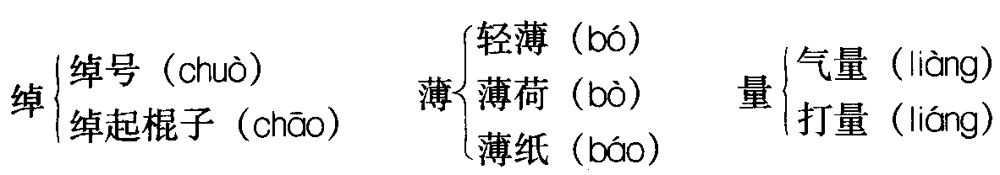 绰 绰号（chuò）
绰起棍子（chāo）
薄 轻薄（bó）
薄荷（bò）
薄纸（báo）
量 气量（liàng）
打量（liáng）